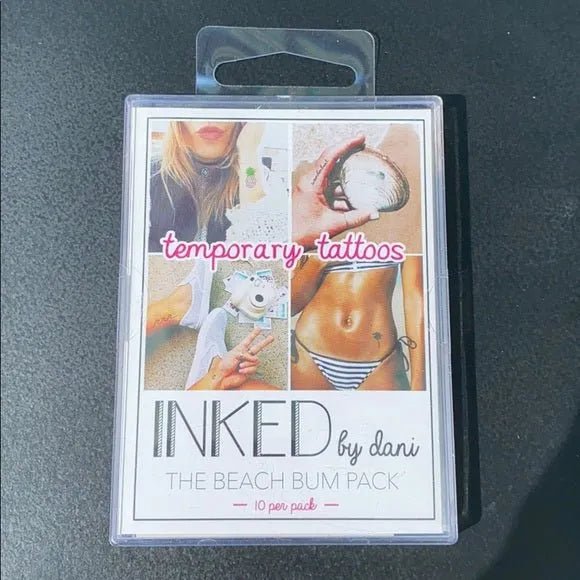 temporary tattoos
INKED by dani
THE BEACH BUM PACK
— 10 per pack —